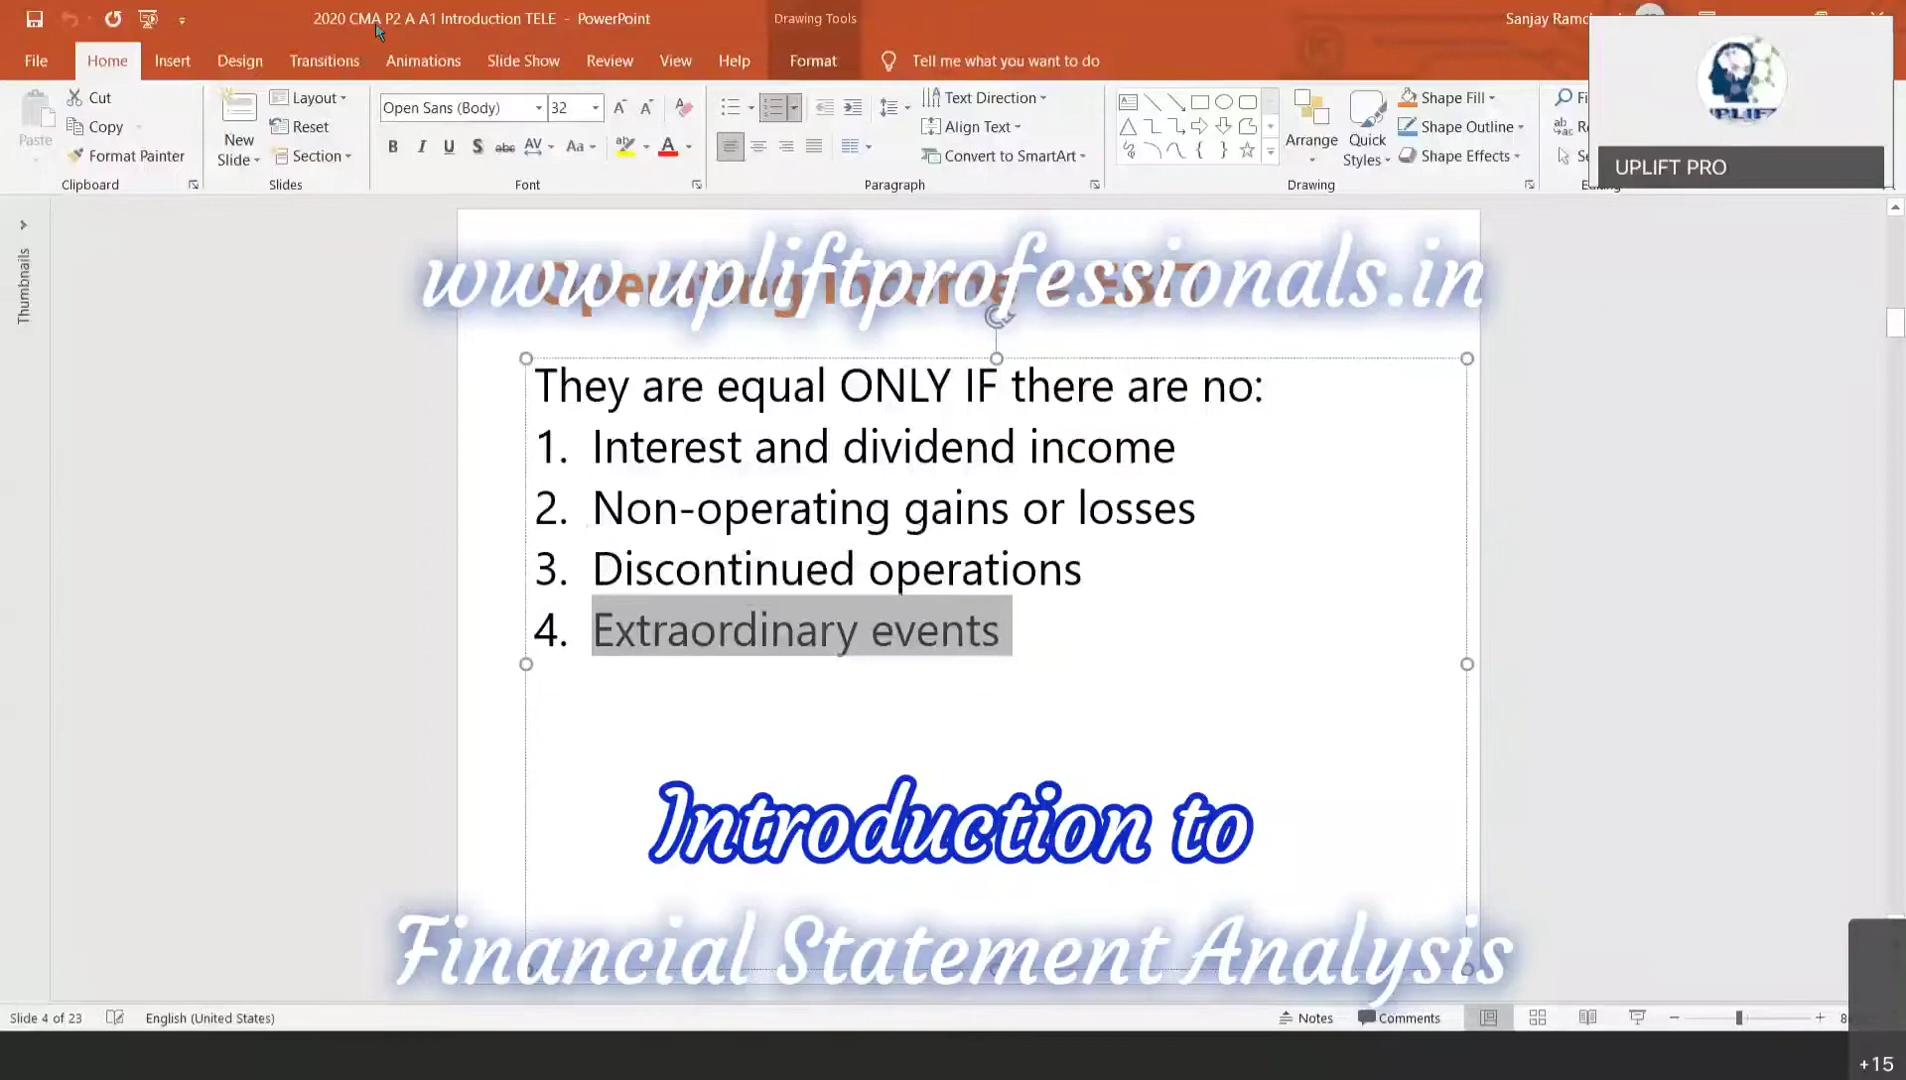 2020 CMA P2 A A1 Introduction TELE - PowerPoint
Drawing Tools
File
Home
Insert
Design
Transitions
Animations
Slide Show
Review
View
Help
Format
Tell me what you want to do
Paste
Cut
Copy
Format Painter
Clipboard
New Slide
Layout
Reset
Section
Slides
Open Sans (Body)
32
Font
Text Direction
Align Text
Convert to SmartArt
Paragraph
Arrange
Quick Styles
Shape Fill
Shape Outline
Shape Effects
Drawing
UPLIFT PRO
Thumbnails
www.upliftprofessionals.in
They are equal ONLY IF there are no:
1. Interest and dividend income
2. Non-operating gains or losses
3. Discontinued operations
4. Extraordinary events
Introduction to
Financial Statement Analysis
Slide 4 of 23
English (United States)
Notes
Comments
+15